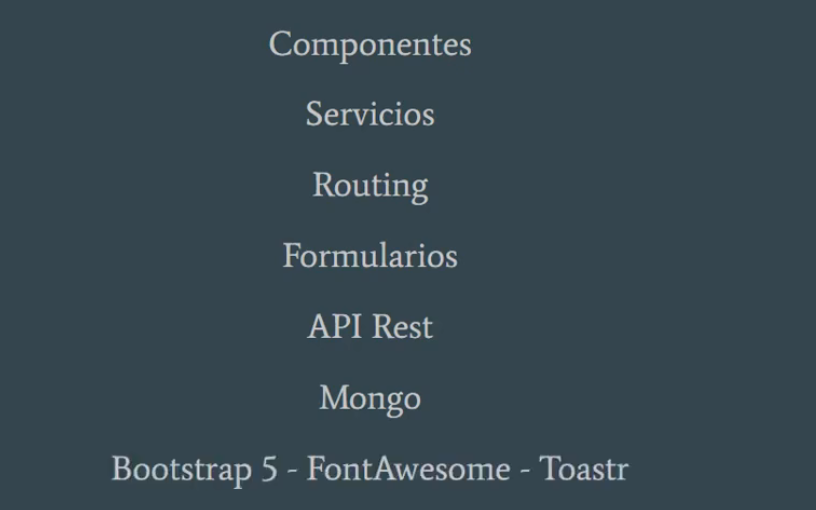 Componentes
Servicios
Routing
Formularios
API Rest
Mongo
Bootstrap 5 - FontAwesome - Toastr